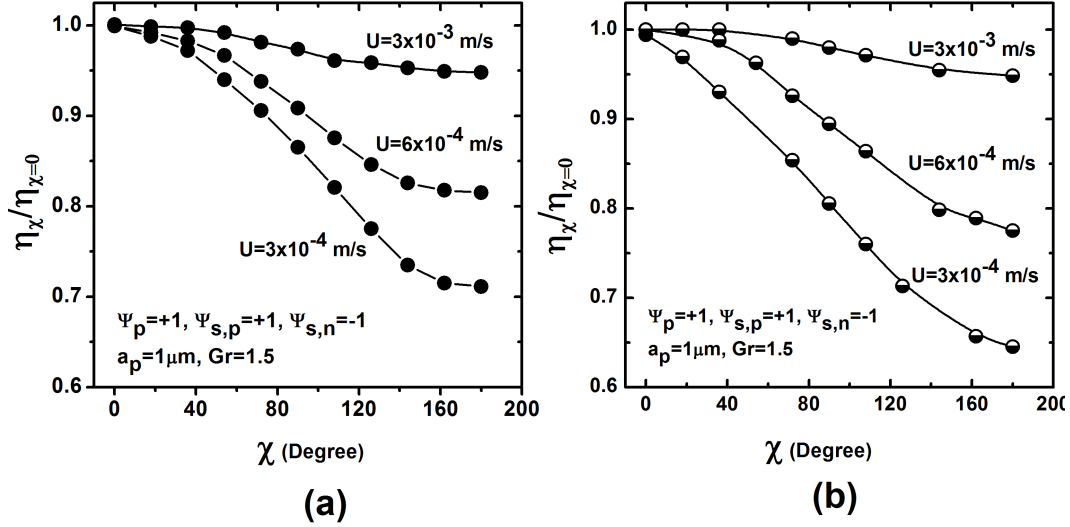 1.0
0.9
0.8
0.7
0.6
ηχ/ηχ=0
U=3x10-3 m/s
U=6x10-4 m/s
U=3x10-4 m/s
Ψp=+1, Ψs,p=+1, Ψs,n=-1
ap=1μm, Gr=1.5
0 40 80 120 160 200
χ (Degree)
(a)
1.0
0.9
0.8
0.7
0.6
ηχ/ηχ=0
U=3x10-3 m/s
U=6x10-4 m/s
U=3x10-4 m/s
Ψp=+1, Ψs,p=+1, Ψs,n=-1
ap=1μm, Gr=1.5
0 40 80 120 160 200
χ (Degree)
(b)